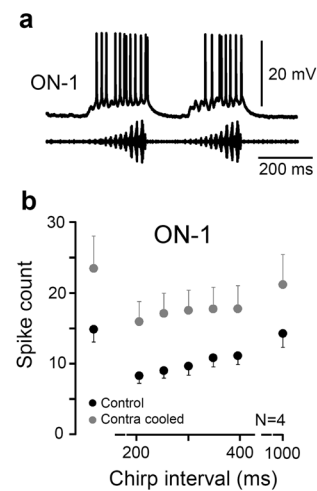 a
ON-1
20 mV
200 ms
b
ON-1
Spike count
30
20
10
0
Control
Contra cooled
N=4
200
400
1000
Chirp interval (ms)